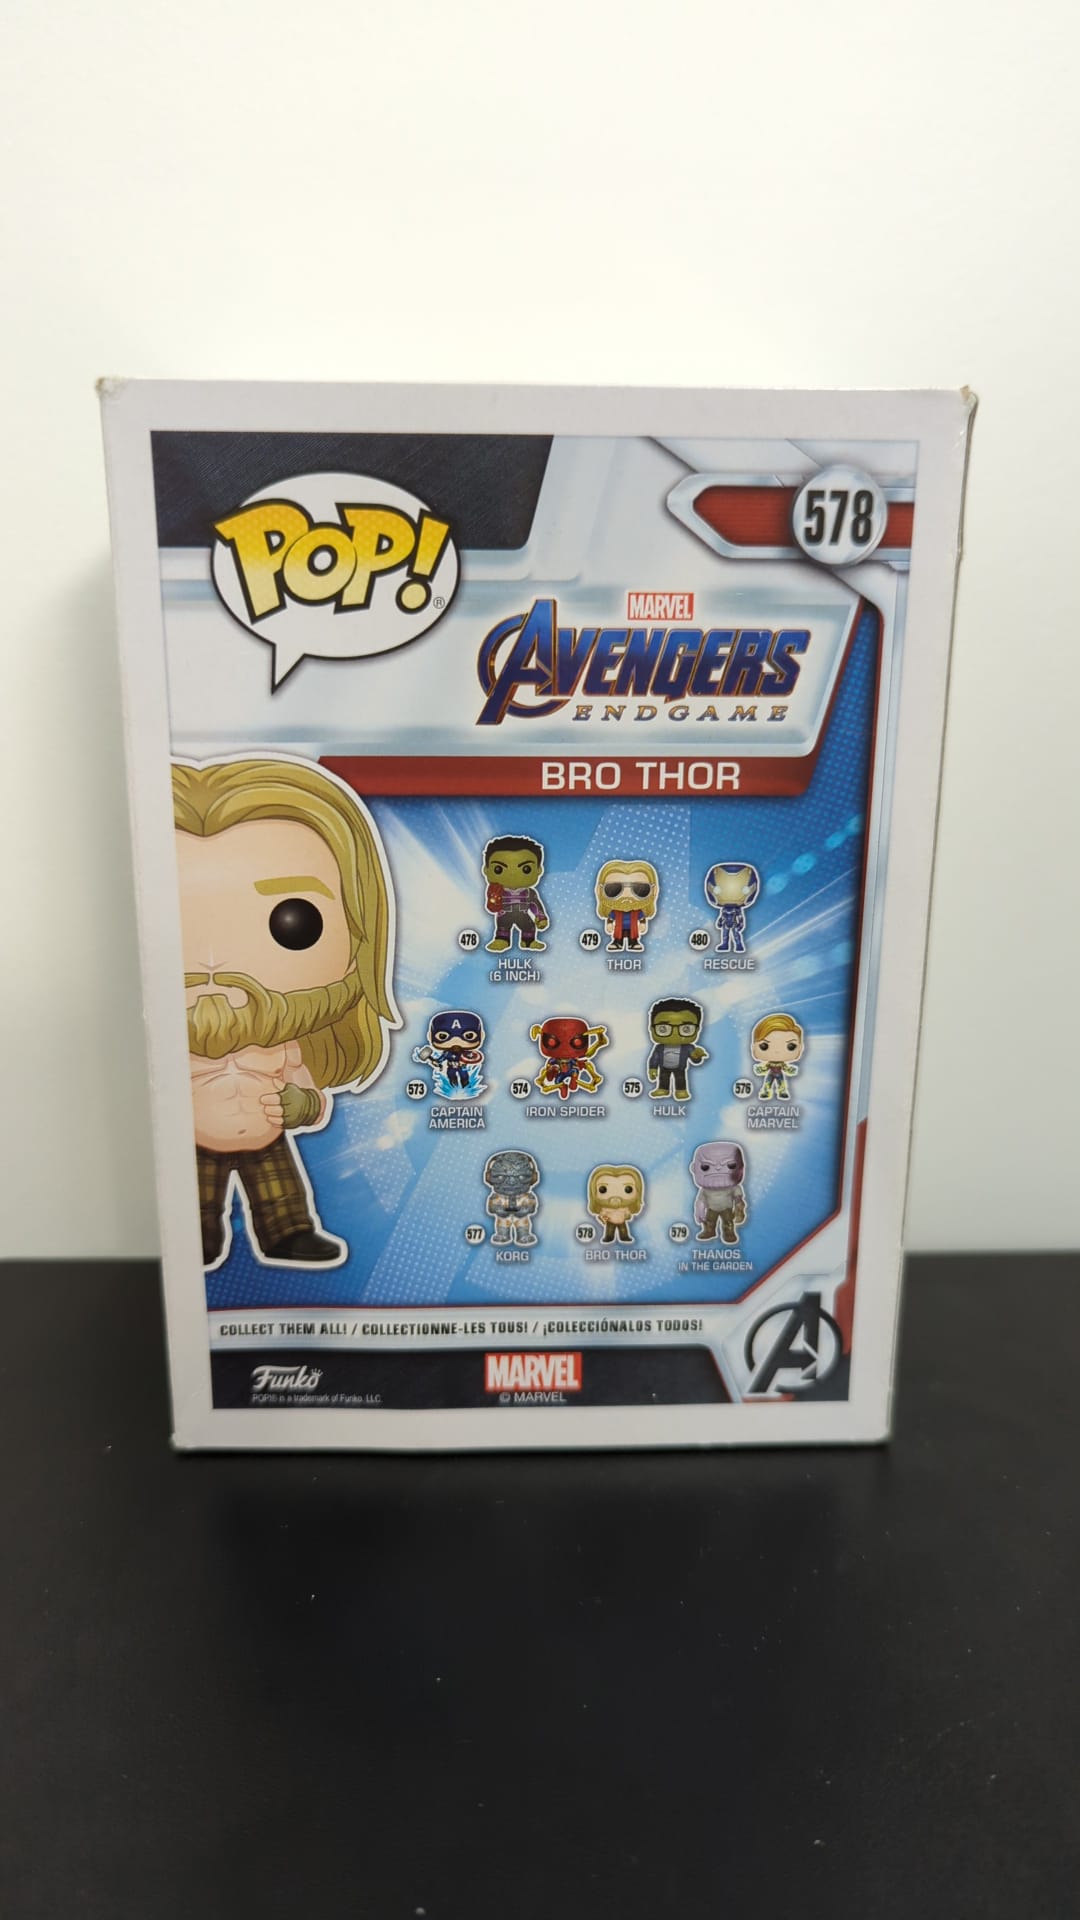 POP!®
578
MARVEL
AVENGERS
ENDGAME
BRO THOR
478
HULK
(6 INCH)
479
THOR
480
RESCUE
573
CAPTAIN
AMERICA
574
IRON SPIDER
575
HULK
576
CAPTAIN
MARVEL
577
KORG
578
BRO THOR
579
THANOS
IN THE GARDEN
COLLECT THEM ALL! / COLLECTIONNE-LES TOUS! / ¡COLECCIÓNALOS TODOS!
Funko
POP!® is a trademark of Funko, LLC.
MARVEL
© MARVEL